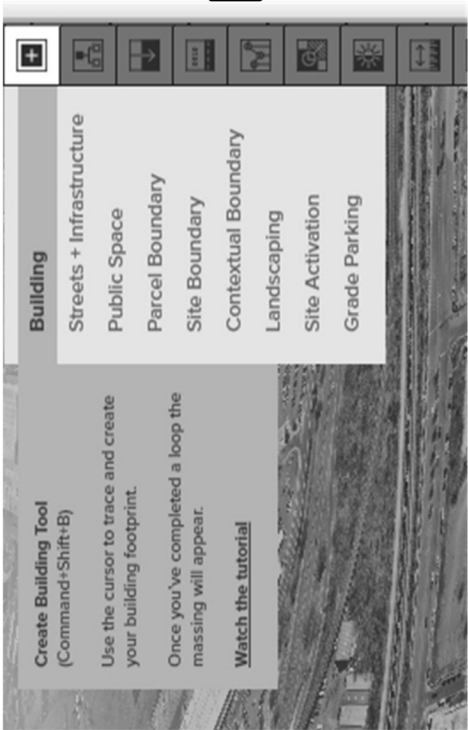 Building
Streets + Infrastructure
Public Space
Parcel Boundary
Site Boundary
Contextual Boundary
Landscaping
Site Activation
Grade Parking
Create Building Tool
(Command+Shift+B)
Use the cursor to trace and create
your building footprint.
Once you've completed a loop the
massing will appear.
Watch the tutorial